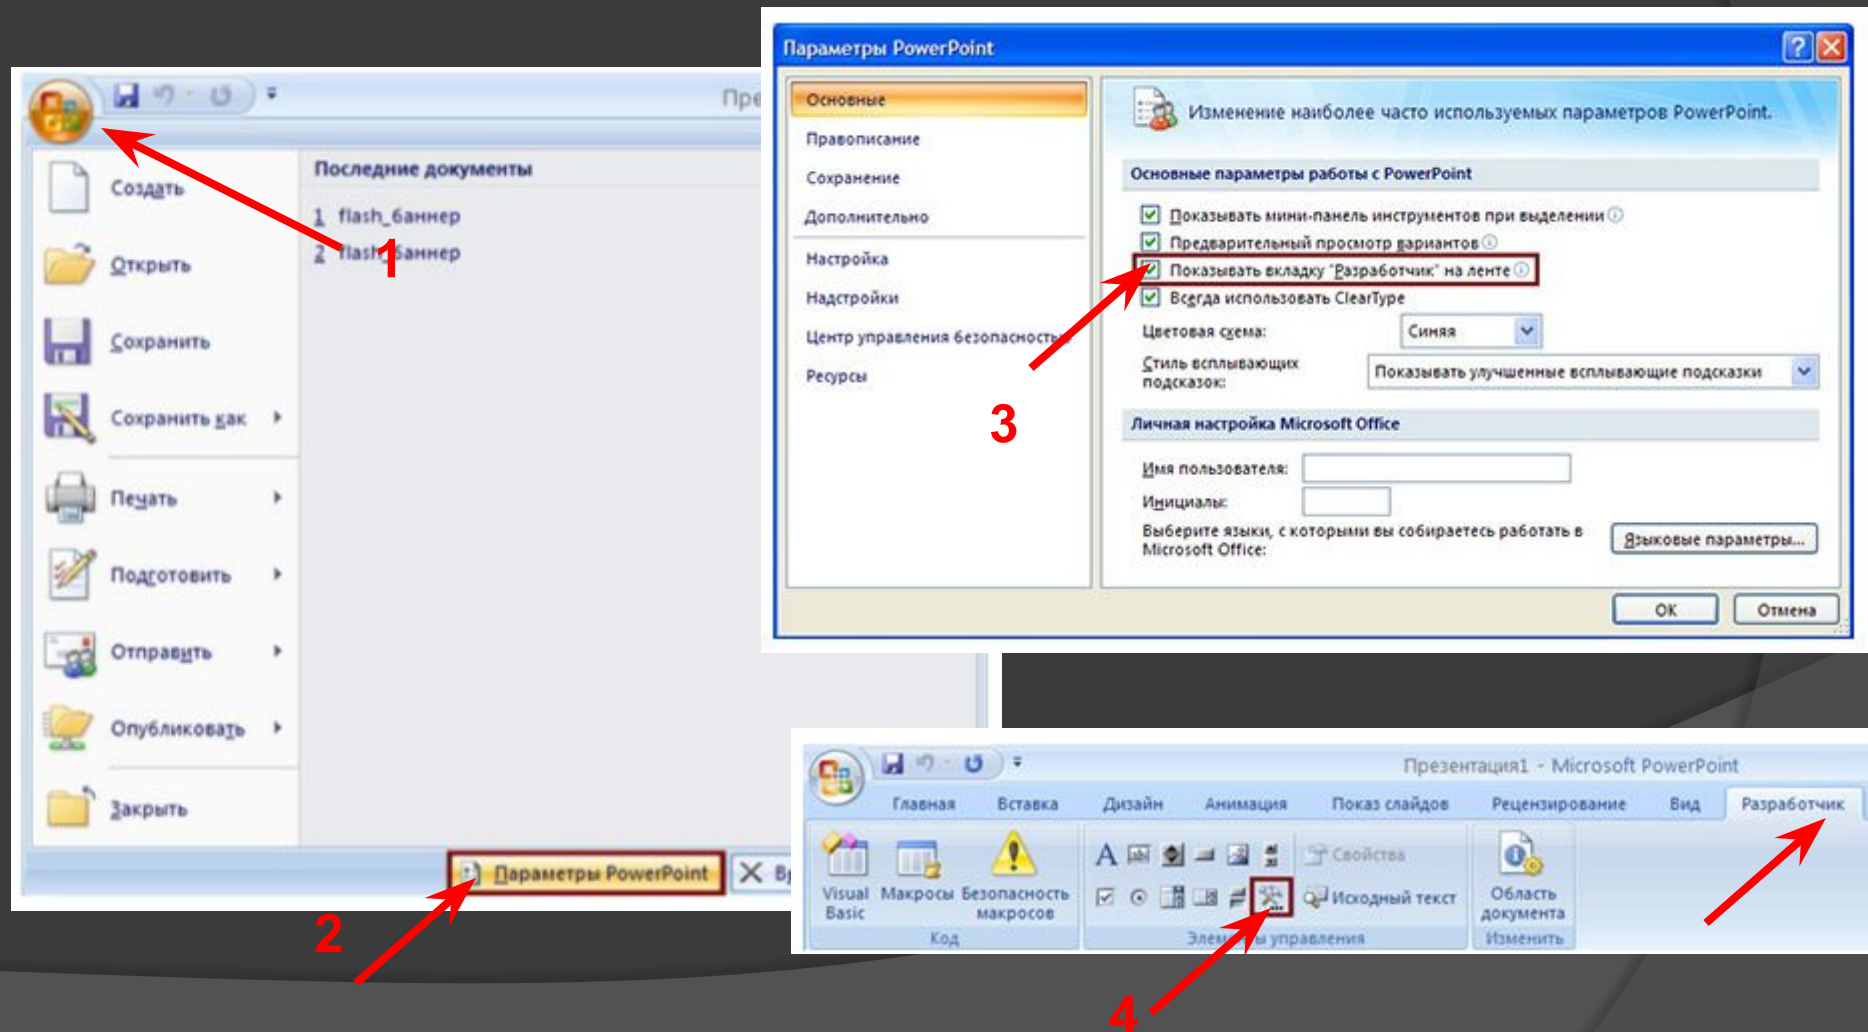 Пре
Создать
Открыть
Сохранить
Сохранить как
Печать
Подготовить
Отправить
Опубликовать
Закрыть
Последние документы
1 flash_баннер
2 flash_баннер
1
Параметры PowerPoint
2
Параметры PowerPoint
Основные
Правописание
Сохранение
Дополнительно
Настройка
Надстройки
Центр управления безопасностью
Ресурсы
Изменение наиболее часто используемых параметров PowerPoint.
Основные параметры работы с PowerPoint
Показывать мини-панель инструментов при выделении
Предварительный просмотр вариантов
Показывать вкладку "Разработчик" на ленте
Всегда использовать ClearType
Цветовая схема: Синяя
Стиль всплывающих
подсказок: Показывать улучшенные всплывающие подсказки
Личная настройка Microsoft Office
Имя пользователя:
Инициалы:
Выберите языки, с которыми вы собираетесь работать в
Microsoft Office:
Языковые параметры...
ОК Отмена
3
Презентация1 - Microsoft PowerPoint
Главная Вставка Дизайн Анимация Показ слайдов Рецензирование Вид Разработчик
Visual
Basic
Макросы
Безопасность
макросов
Код
Свойства
Исходный текст
Элементы управления
Область
документа
Изменить
4